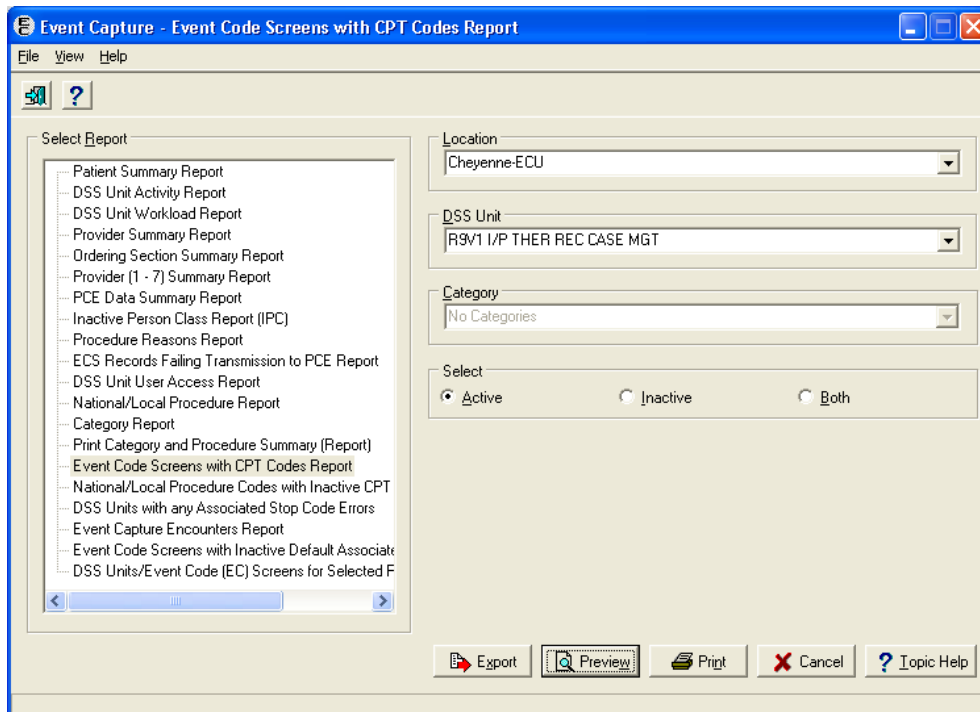 Event Capture - Event Code Screens with CPT Codes Report
File View Help
Select Report
Patient Summary Report
DSS Unit Activity Report
DSS Unit Workload Report
Provider Summary Report
Ordering Section Summary Report
Provider (1 - 7) Summary Report
PCE Data Summary Report
Inactive Person Class Report (IPC)
Procedure Reasons Report
ECS Records Failing Transmission to PCE Report
DSS Unit User Access Report
National/Local Procedure Report
Category Report
Print Category and Procedure Summary (Report)
Event Code Screens with CPT Codes Report
National/Local Procedure Codes with Inactive CPT
DSS Units with any Associated Stop Code Errors
Event Capture Encounters Report
Event Code Screens with Inactive Default Associate
DSS Units/Event Code (EC) Screens for Selected F
Location
Cheyenne-ECU
DSS Unit
R9V1 I/P THER REC CASE MGT
Category
No Categories
Select
Active Inactive Both
Export Preview Print Cancel ? Topic Help